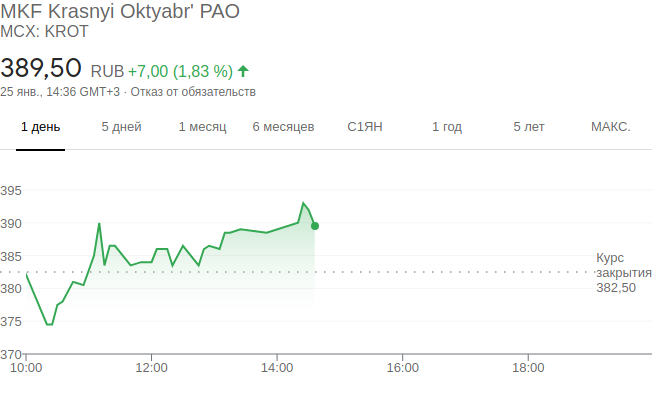 MKF Krasnyi Oktyabr' PAO
MCX: KROT
389,50 RUB +7,00 (1,83 %)
25 янв., 14:36 GMT+3 · Отказ от обязательств
1 день 5 дней 1 месяц 6 месяцев С1ЯН 1 год 5 лет МАКС.
395
390
385
380
375
370
Курс
закрытия
382,50
10:00 12:00 14:00 16:00 18:00